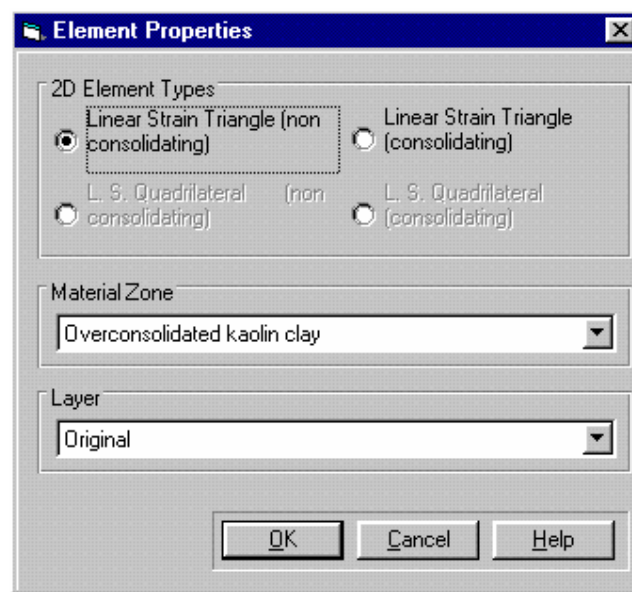 Element Properties
2D Element Types
Linear Strain Triangle (non
consolidating)
Linear Strain Triangle
(consolidating)
L. S. Quadrilateral (non
consolidating)
L. S. Quadrilateral
(consolidating)
Material Zone
Overconsolidated kaolin clay
Layer
Original
OK
Cancel
Help